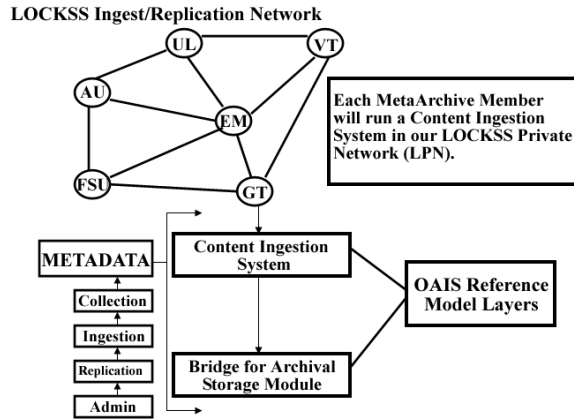 LOCKSS Ingest/Replication Network
UL
VT
AU
EM
FSU
GT
Each MetaArchive Member
will run a Content Ingestion
System in our LOCKSS Private
Network (LPN).
METADATA
Collection
Ingestion
Replication
Admin
Content Ingestion
System
Bridge for Archival
Storage Module
OAIS Reference
Model Layers